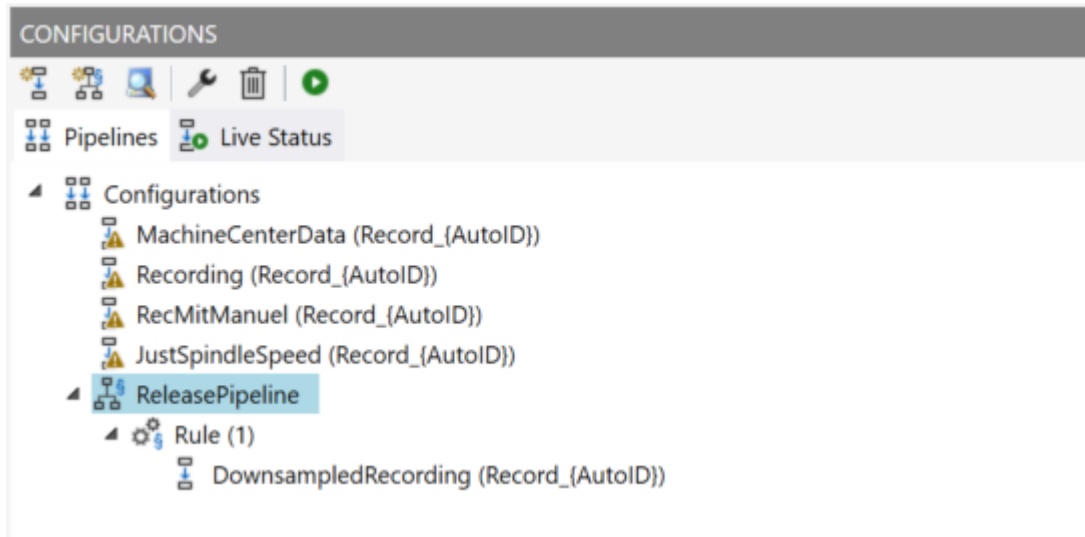 CONFIGURATIONS
Pipelines Live Status
Configurations
MachineCenterData (Record_{AutoID})
Recording (Record_{AutoID})
RecMitManuel (Record_{AutoID})
JustSpindleSpeed (Record_{AutoID})
ReleasePipeline
Rule (1)
DownsampledRecording (Record_{AutoID})